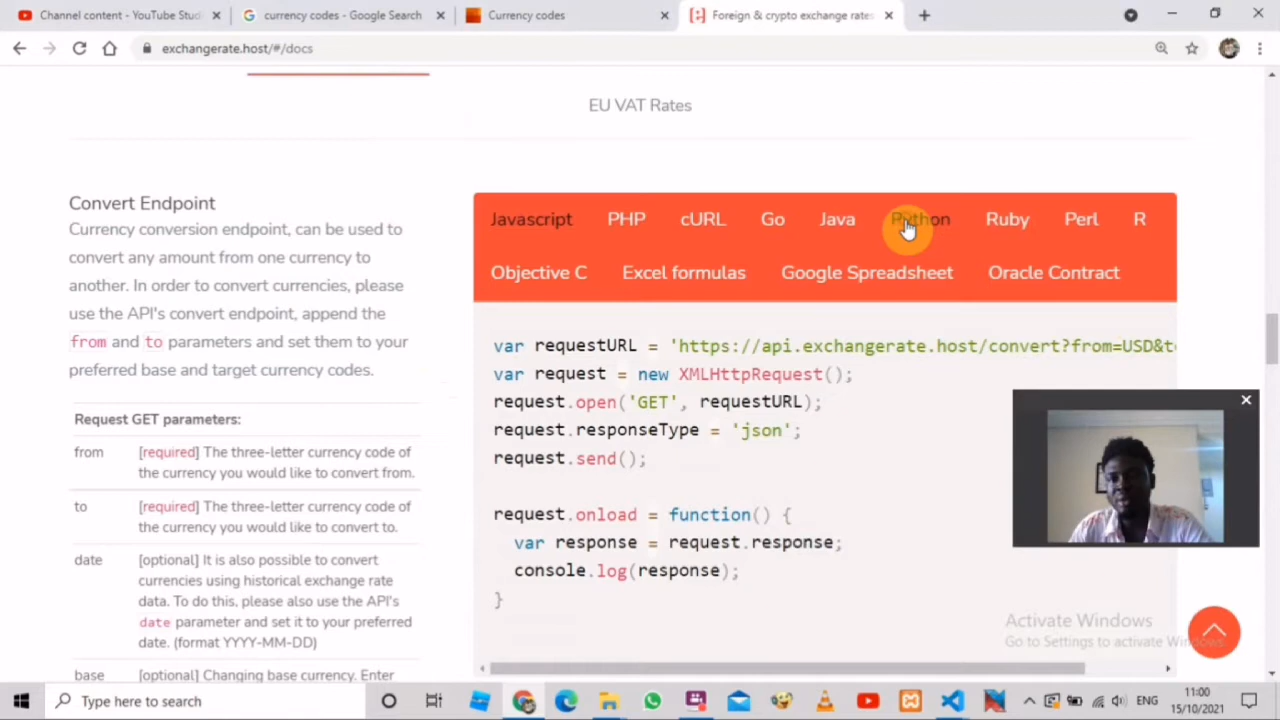 Channel content - YouTube Stud
currency codes - Google Search
Currency codes
Foreign & crypto exchange rates
exchangerate.host/#/docs
EU VAT Rates
Convert Endpoint
Currency conversion endpoint, can be used to
convert any amount from one currency to
another. In order to convert currencies, please
use the API's convert endpoint, append the
from and to parameters and set them to your
preferred base and target currency codes.
Request GET parameters:
from [required] The three-letter currency code of
the currency you would like to convert from.
to [required] The three-letter currency code of
the currency you would like to convert to.
date [optional] It is also possible to convert
currencies using historical exchange rate
data. To do this, please also use the API's
date parameter and set it to your preferred
date. (format YYYY-MM-DD)
base [optional] Changing base currency. Enter
Javascript PHP cURL Go Java Python Ruby Perl R
Objective C Excel formulas Google Spreadsheet Oracle Contract
var requestURL = 'https://api.exchangerate.host/convert?from=USD&t
var request = new XMLHttpRequest();
request.open('GET', requestURL);
request.responseType = 'json';
request.send();
request.onload = function() {
var response = request.response;
console.log(response);
}
Activate Windows
Go to Settings to activate Windows.
Type here to search
ENG
11:00
15/10/2021